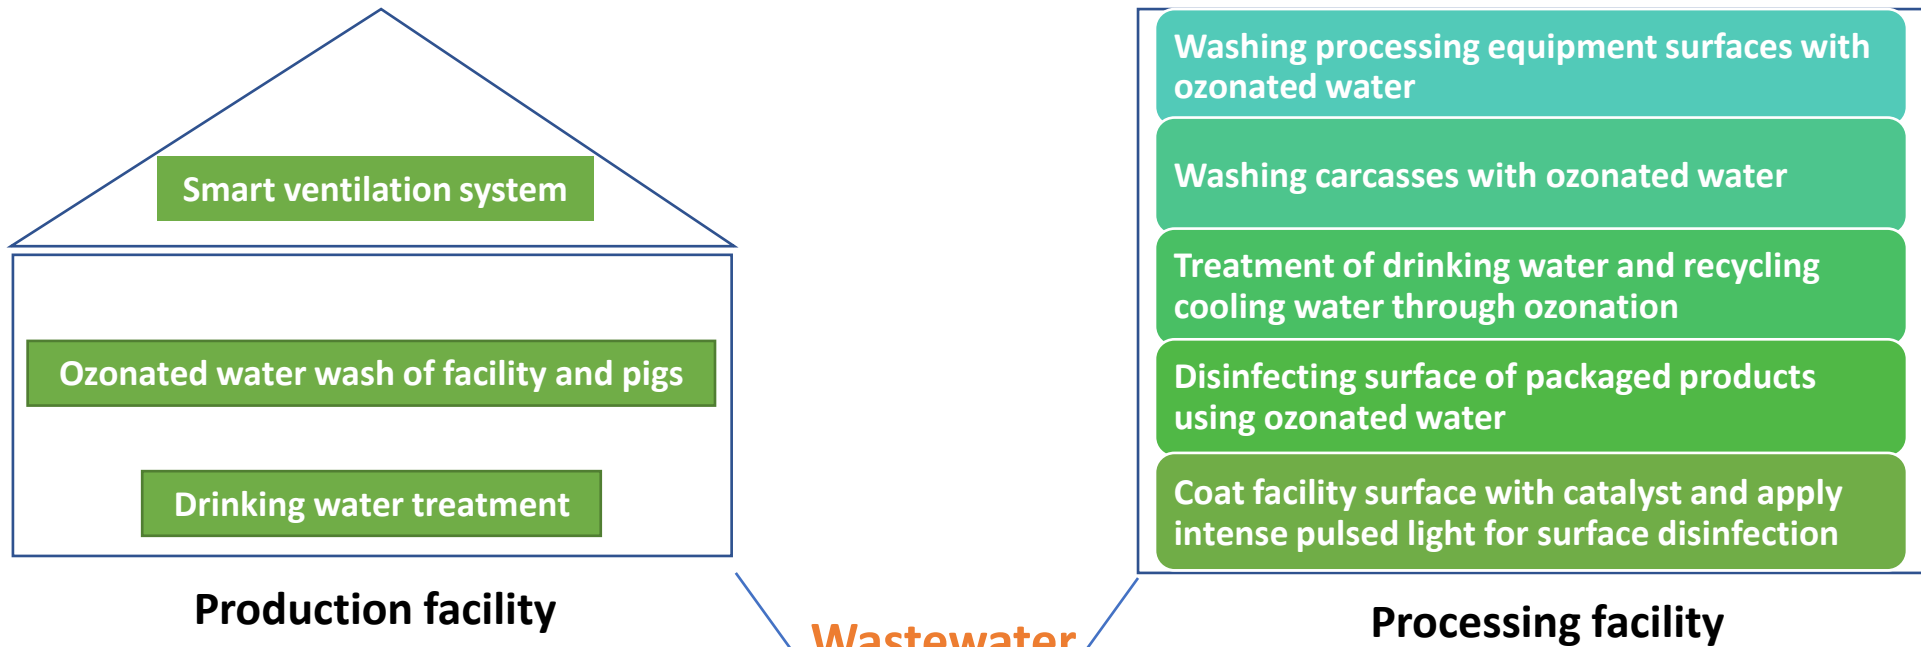 Smart ventilation system
Ozonated water wash of facility and pigs
Drinking water treatment
Production facility
Wastewater
Washing processing equipment surfaces with
ozonated water
Washing carcasses with ozonated water
Treatment of drinking water and recycling
cooling water through ozonation
Disinfecting surface of packaged products
using ozonated water
Coat facility surface with catalyst and apply
intense pulsed light for surface disinfection
Processing facility